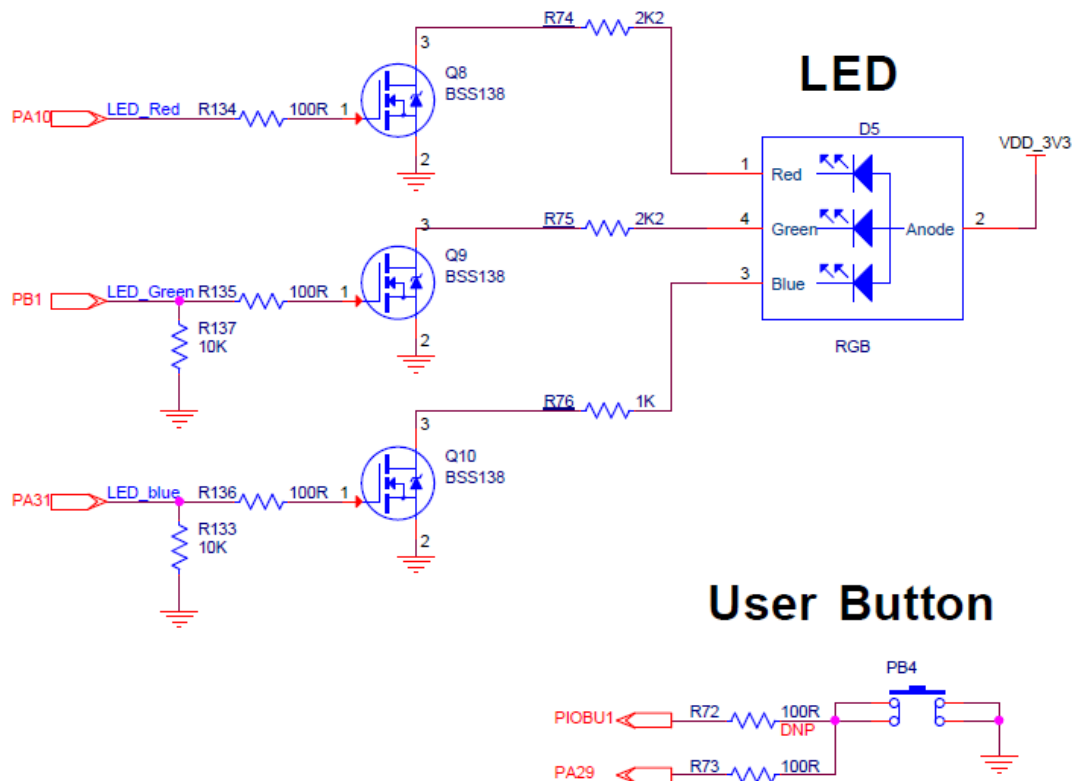 R74 2K2
3
Q8
BSS138
LED
PA10 LED_Red R134 100R 1
D5
VDD_3V3
2
1 Red
3 R75 2K2 4 Green Anode 2
Q9
BSS138
3 Blue
PB1 LED_Green R135 100R 1
R137
10K
2
RGB
R76 1K
3
Q10
BSS138
PA31 LED_blue R136 100R 1
R133
10K
2
User Button
PB4
PIOBU1 R72 100R
DNP
PA29 R73 100R